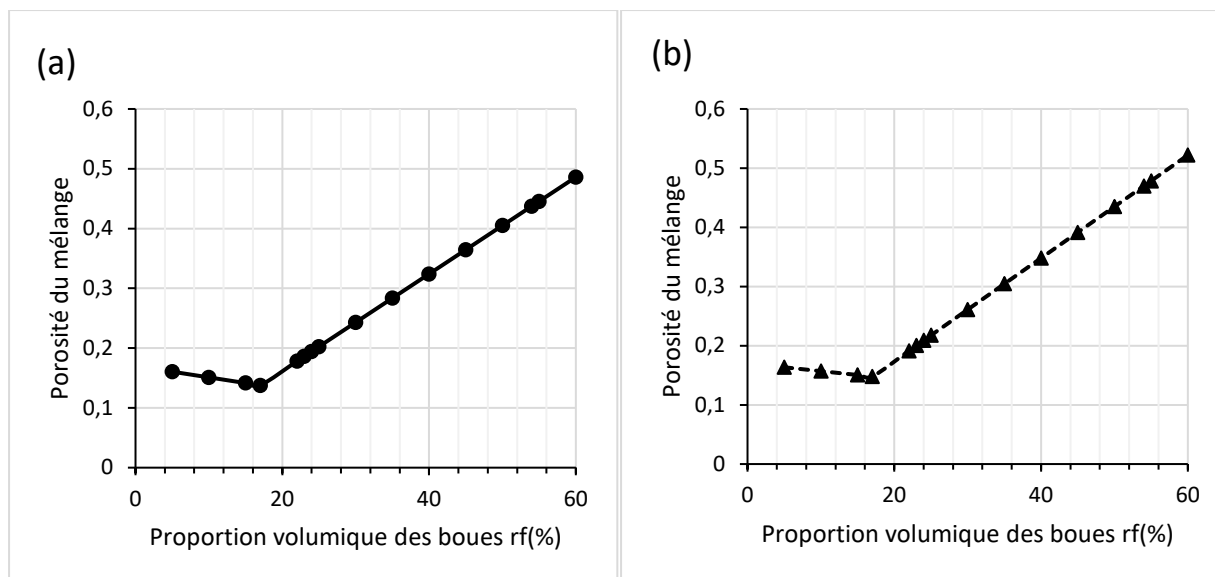 (a)
0,6
0,5
0,4
0,3
0,2
0,1
0
0 20 40 60
Porosité du mélange
Proportion volumique des boues rf(%)
(b)
0,6
0,5
0,4
0,3
0,2
0,1
0
0 20 40 60
Porosité du mélange
Proportion volumique des boues rf(%)